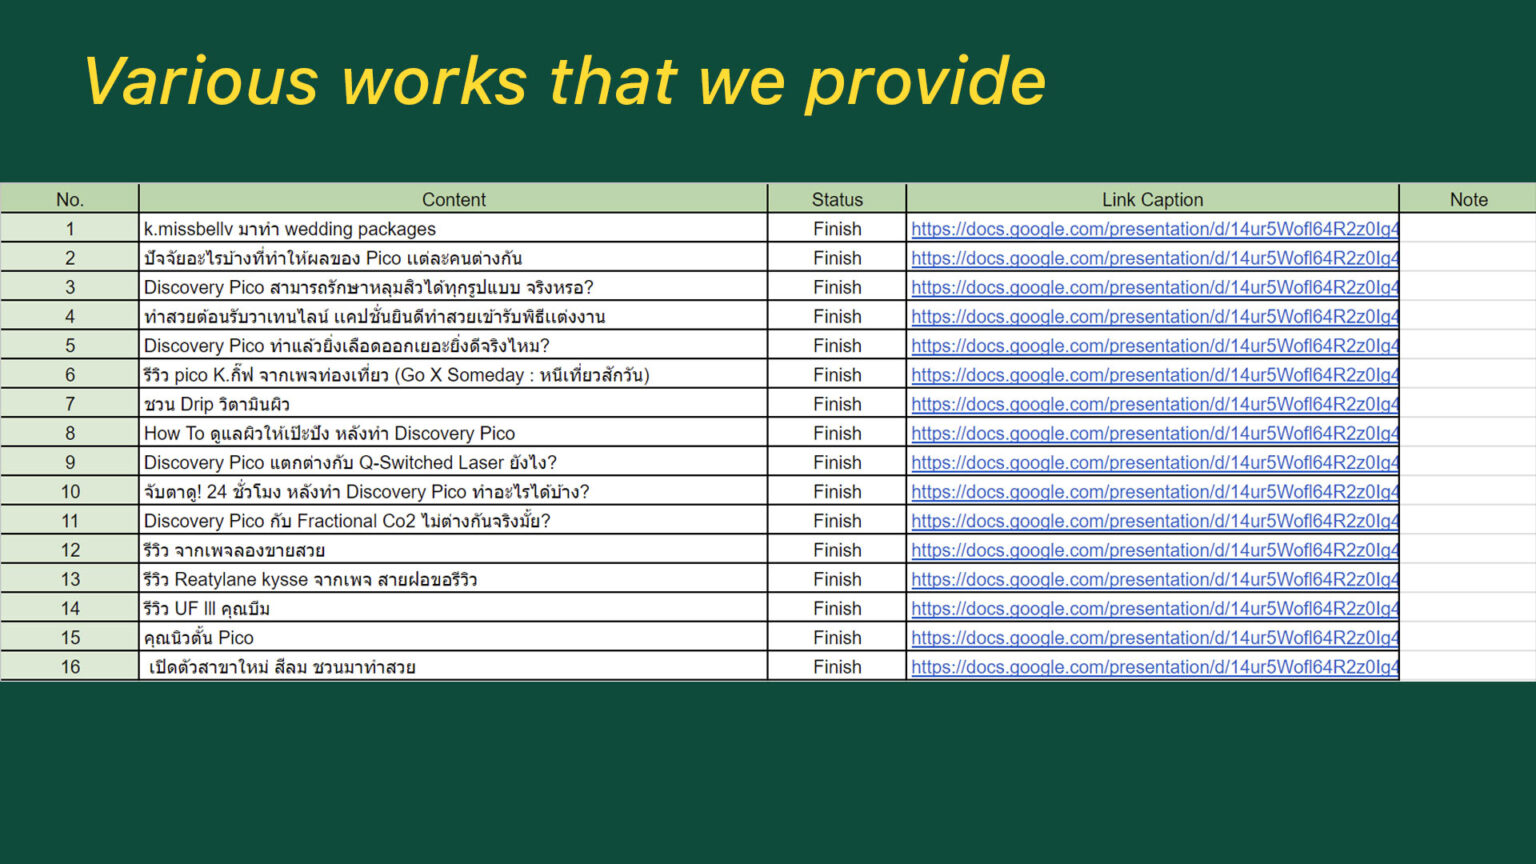 Various works that we provide
No. Content Status Link Caption Note
1 k.missbellv มาทำ wedding packages Finish https://docs.google.com/presentation/d/14ur5Wofl64R2z0Ig4
2 ปัจจัยอะไรบ้างที่ทำให้ผลของ Pico แต่ละคนต่างกัน Finish https://docs.google.com/presentation/d/14ur5Wofl64R2z0Ig4
3 Discovery Pico สามารถรักษาหลุมสิวได้ทุกรูปแบบ จริงหรอ? Finish https://docs.google.com/presentation/d/14ur5Wofl64R2z0Ig4
4 ทำสวยต้อนรับวาเลนไทน์ แคปชั่นยินดีทำสวยเข้ารับพิธีแต่งงาน Finish https://docs.google.com/presentation/d/14ur5Wofl64R2z0Ig4
5 Discovery Pico ทำแล้วยิ่งเลือดออกเยอะยิ่งดีจริงไหม? Finish https://docs.google.com/presentation/d/14ur5Wofl64R2z0Ig4
6 รีวิว pico K.กิ๊ฟ จากเพจท่องเที่ยว (Go X Someday : หนีเที่ยวสักวัน) Finish https://docs.google.com/presentation/d/14ur5Wofl64R2z0Ig4
7 ชวน Drip วิตามินผิว Finish https://docs.google.com/presentation/d/14ur5Wofl64R2z0Ig4
8 How To ดูแลผิวให้เป๊ะปัง หลังทำ Discovery Pico Finish https://docs.google.com/presentation/d/14ur5Wofl64R2z0Ig4
9 Discovery Pico แตกต่างกับ Q-Switched Laser ยังไง? Finish https://docs.google.com/presentation/d/14ur5Wofl64R2z0Ig4
10 จับตาดู! 24 ชั่วโมง หลังทำ Discovery Pico ทำอะไรได้บ้าง? Finish https://docs.google.com/presentation/d/14ur5Wofl64R2z0Ig4
11 Discovery Pico กับ Fractional Co2 ไม่ต่างกันจริงมั้ย? Finish https://docs.google.com/presentation/d/14ur5Wofl64R2z0Ig4
12 รีวิว จากเพจลองขายสวย Finish https://docs.google.com/presentation/d/14ur5Wofl64R2z0Ig4
13 รีวิว Reatylane kysse จากเพจ สายฝอขอรีวิว Finish https://docs.google.com/presentation/d/14ur5Wofl64R2z0Ig4
14 รีวิว UF lll คุณบีม Finish https://docs.google.com/presentation/d/14ur5Wofl64R2z0Ig4
15 คุณนิวตั้น Pico Finish https://docs.google.com/presentation/d/14ur5Wofl64R2z0Ig4
16 เปิดตัวสาขาใหม่ สีลม ชวนมาทำสวย Finish https://docs.google.com/presentation/d/14ur5Wofl64R2z0Ig4